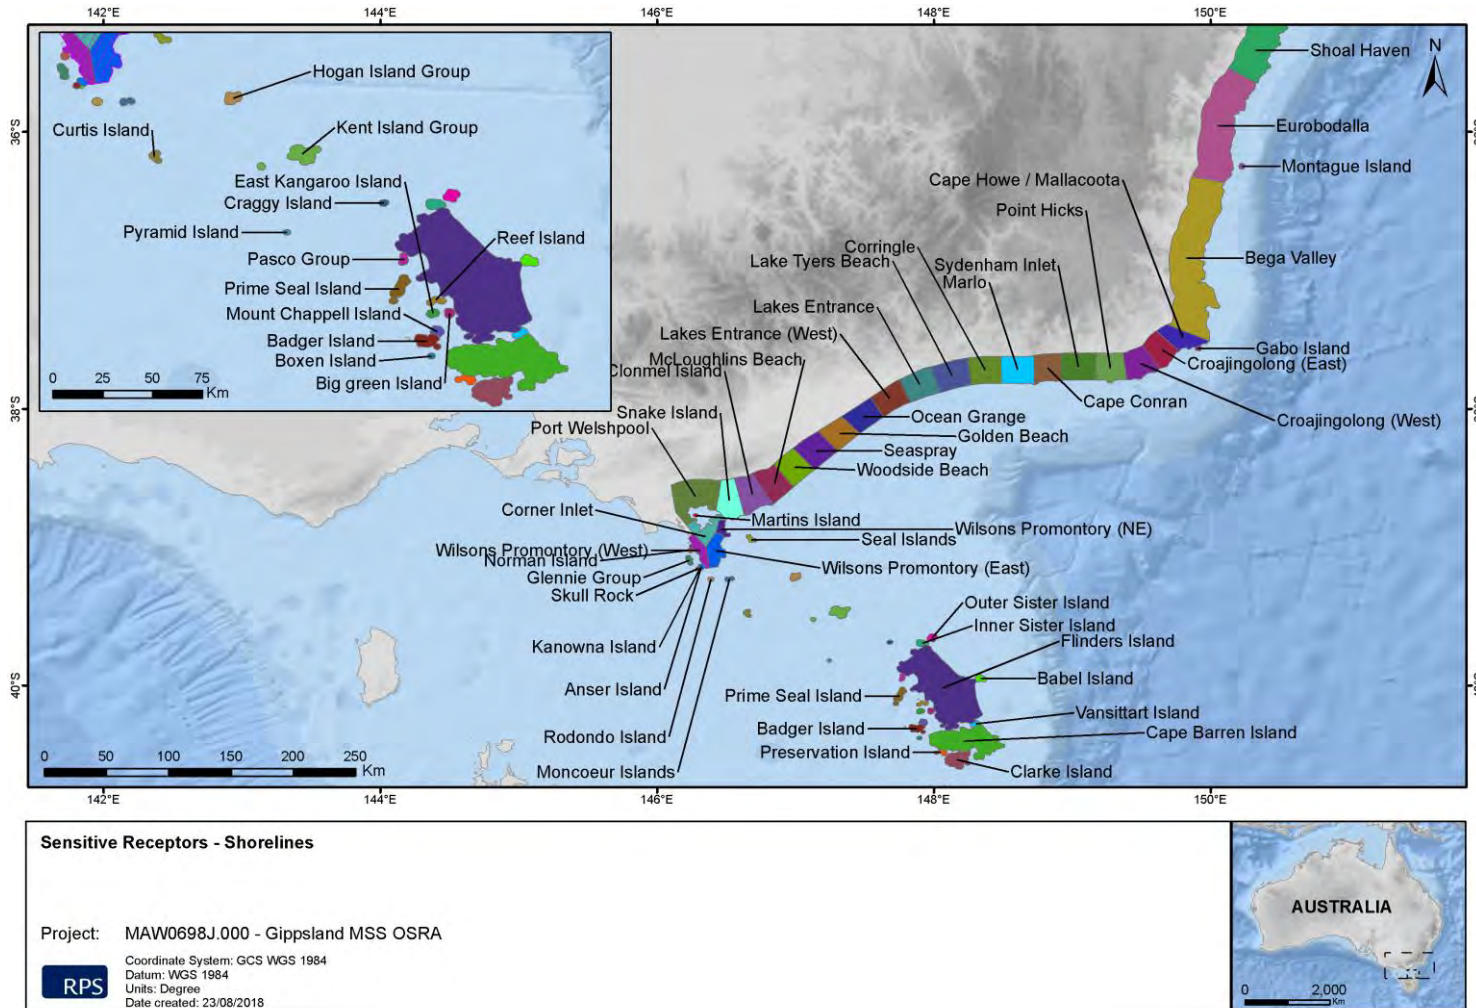 142°E
144°E
146°E
148°E
150°E
N
36°S
38°S
40°S
Hogan Island Group
Curtis Island
Kent Island Group
East Kangaroo Island
Craggy Island
Pyramid Island
Reef Island
Pasco Group
Prime Seal Island
Mount Chappell Island
Badger Island
Boxen Island
Big green Island
0 25 50 75
Km
Shoal Haven
Eurobodalla
Montague Island
Cape Howe / Mallacoota
Point Hicks
Corringle
Lake Tyers Beach
Sydenham Inlet
Marlo
Bega Valley
Lakes Entrance
Lakes Entrance (West)
McLoughlins Beach
Clonmel Island
Gabo Island
Croajingolong (East)
Cape Conran
Croajingolong (West)
Snake Island
Port Welshpool
Ocean Grange
Golden Beach
Seaspray
Woodside Beach
Corner Inlet
Martins Island
Wilsons Promontory (NE)
Seal Islands
Wilsons Promontory (West)
Norman Island
Glennie Group
Wilsons Promontory (East)
Skull Rock
Kanowna Island
Anser Island
Rodondo Island
Moncoeur Islands
Outer Sister Island
Inner Sister Island
Flinders Island
Babel Island
Prime Seal Island
Vansittart Island
Badger Island
Cape Barren Island
Preservation Island
Clarke Island
0 50 100 150 200 250
Km
142°E
144°E
146°E
148°E
150°E
Sensitive Receptors - Shorelines
Project: MAW0698J.000 - Gippsland MSS OSRA
RPS
Coordinate System: GCS WGS 1984
Datum: WGS 1984
Units: Degree
Date created: 23/08/2018
AUSTRALIA
0 2,000
Km